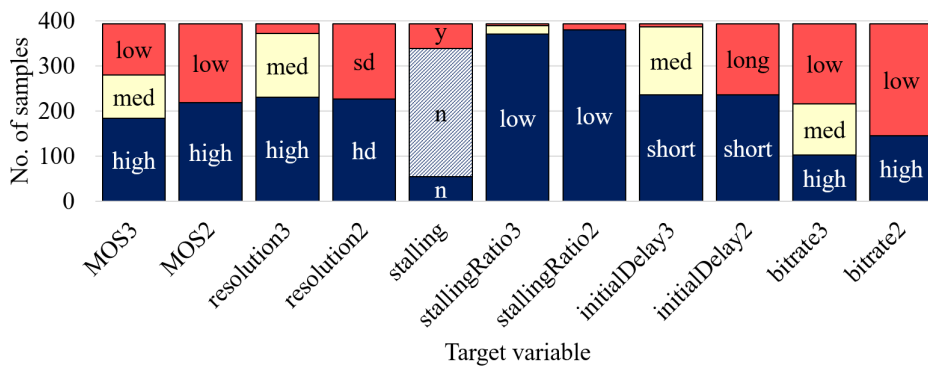 No. of samples
400
300
200
100
0
low
med
high
low
high
med
high
sd
hd
y
n
n
low
low
med
short
long
short
low
med
high
low
high
MOS3
MOS2
resolution3
resolution2
stalling
stallingRatio3
stallingRatio2
initialDelay3
initialDelay2
bitrate3
bitrate2
Target variable